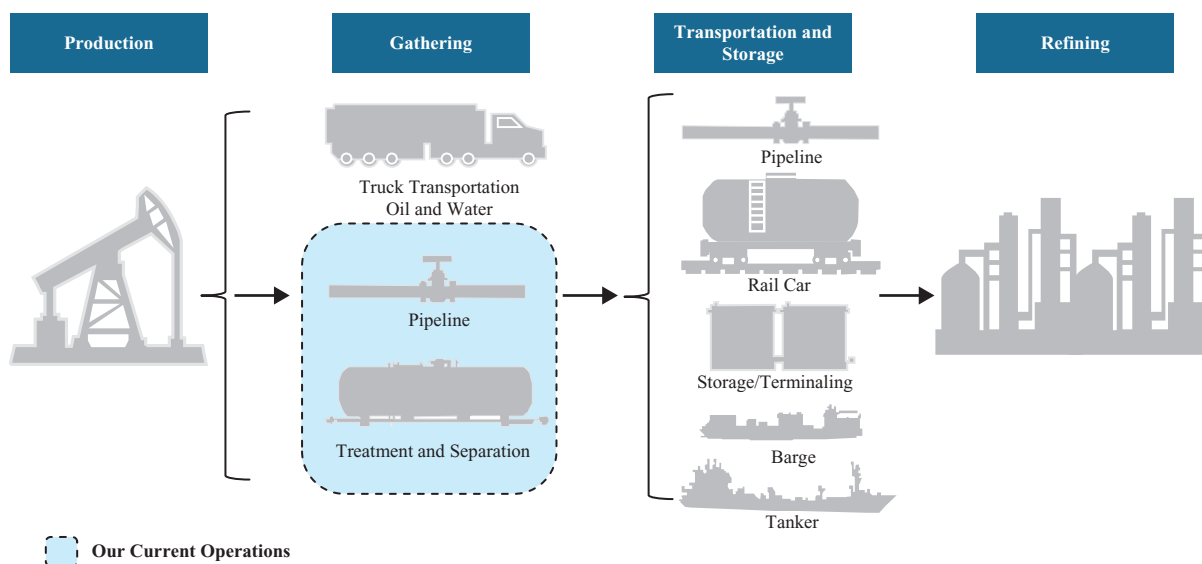 Production
Gathering
Transportation and
Storage
Refining
Truck Transportation
Oil and Water
Pipeline
Treatment and Separation
Pipeline
Rail Car
Storage/Terminaling
Barge
Tanker
Our Current Operations